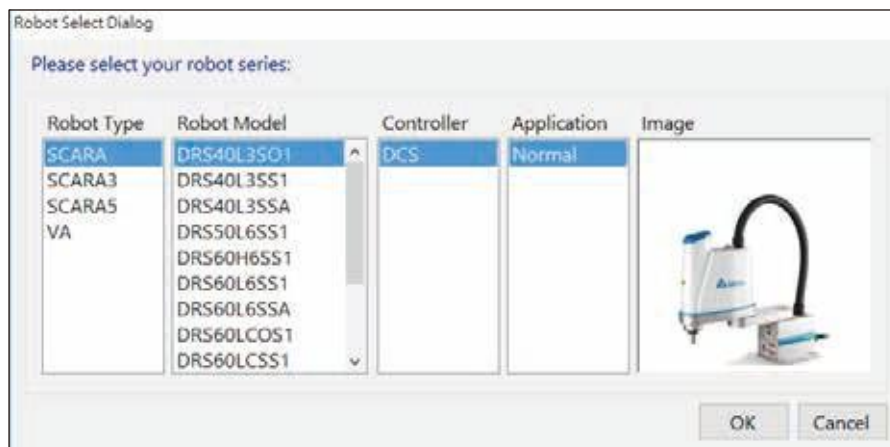 Robot Select Dialog
Please select your robot series:
Robot Type Robot Model Controller Application Image
SCARA DRS40L3SO1 DCS Normal
SCARA3 DRS40L3SS1
SCARA5 DRS40L3SSA
VA DRS50L6SS1
DRS60H6SS1
DRS60L6SS1
DRS60L6SSA
DRS60LCOS1
DRS60LCSS1
OK Cancel